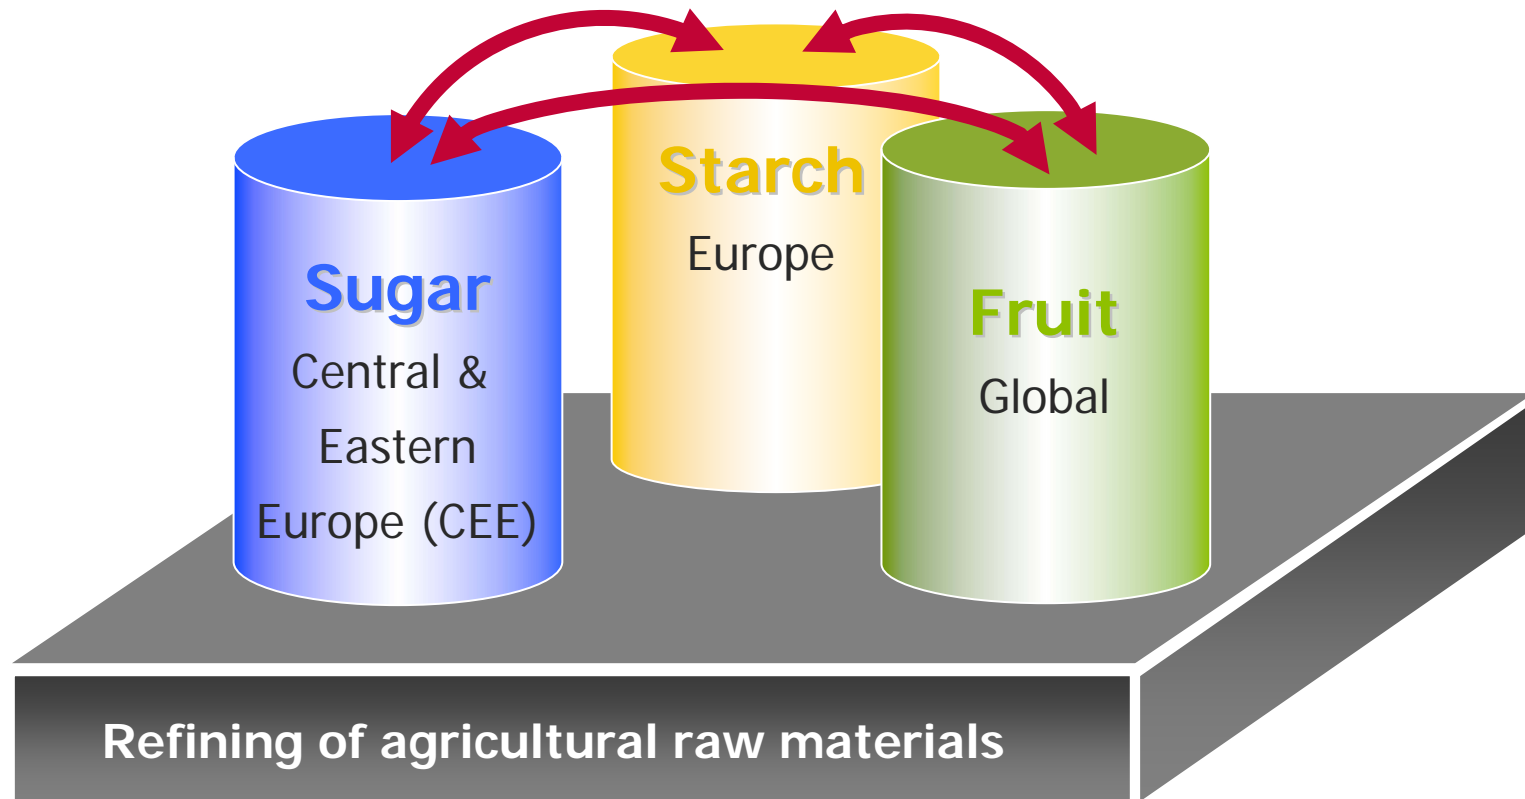 Sugar
Central &
Eastern
Europe (CEE)
Starch
Europe
Fruit
Global
Refining of agricultural raw materials